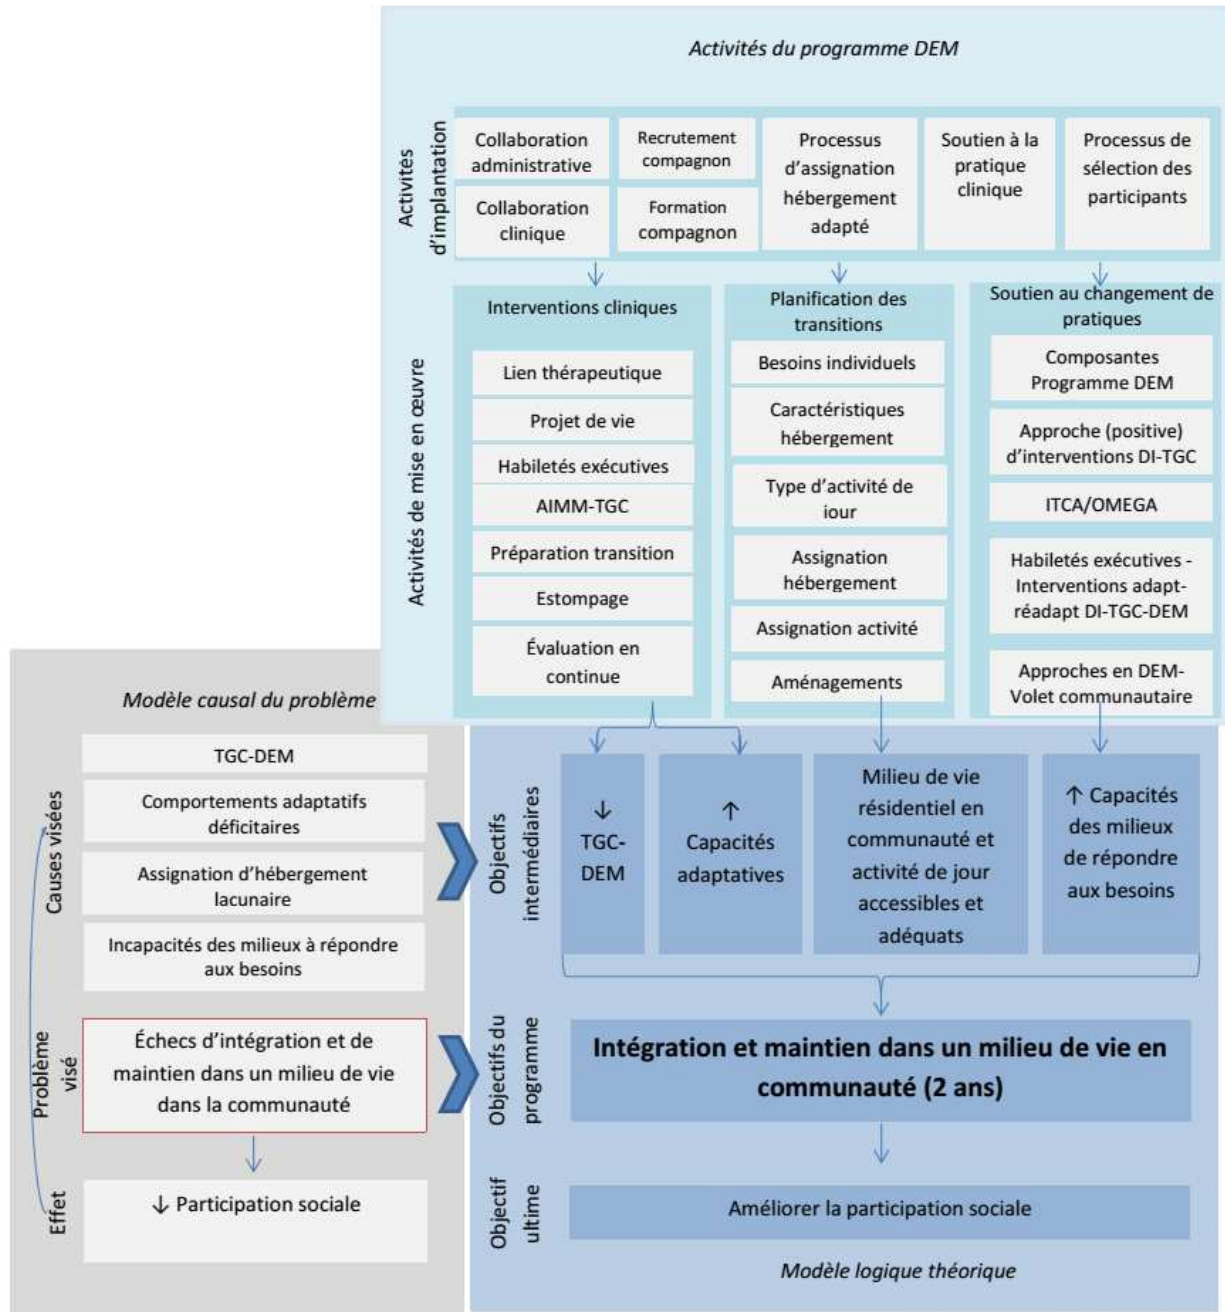 Activités du programme DEM
Activités
d'implantation
Collaboration
administrative
Collaboration
clinique
Recrutement
compagnon
Formation
compagnon
Processus
d'assignation
hébergement
adapté
Soutien à la
pratique
clinique
Processus de
sélection des
participants
Activités de mise en œuvre
Interventions cliniques
Lien thérapeutique
Projet de vie
Habiletés exécutives
AIMM-TGC
Préparation transition
Estompage
Évaluation en
continue
Planification des
transitions
Besoins individuels
Caractéristiques
hébergement
Type d'activité de
jour
Assignation
hébergement
Assignation activité
Aménagements
Soutien au changement de
pratiques
Composantes
Programme DEM
Approche (positive)
d'interventions DI-TGC
ITCA/OMEGA
Habiletés exécutives -
Interventions adapt-
réadapt DI-TGC-DEM
Approches en DEM-
Volet communautaire
Modèle causal du problème
Causes visées
TGC-DEM
Comportements adaptatifs
déficitaires
Assignation d'hébergement
lacunaire
Incapacités des milieux à répondre
aux besoins
Problème
visé
Échecs d'intégration et de
maintien dans un milieu de vie
dans la communauté
Effet
↓ Participation sociale
Objectifs
intermédiaires
↓
TGC-
DEM
↑
Capacités
adaptatives
Milieu de vie
résidentiel en
communauté et
activité de jour
accessibles et
adéquats
↑ Capacités
des milieux
de répondre
aux besoins
Objectifs du
programme
Intégration et maintien dans un milieu de vie en
communauté (2 ans)
Objectif
ultime
Améliorer la participation sociale
Modèle logique théorique